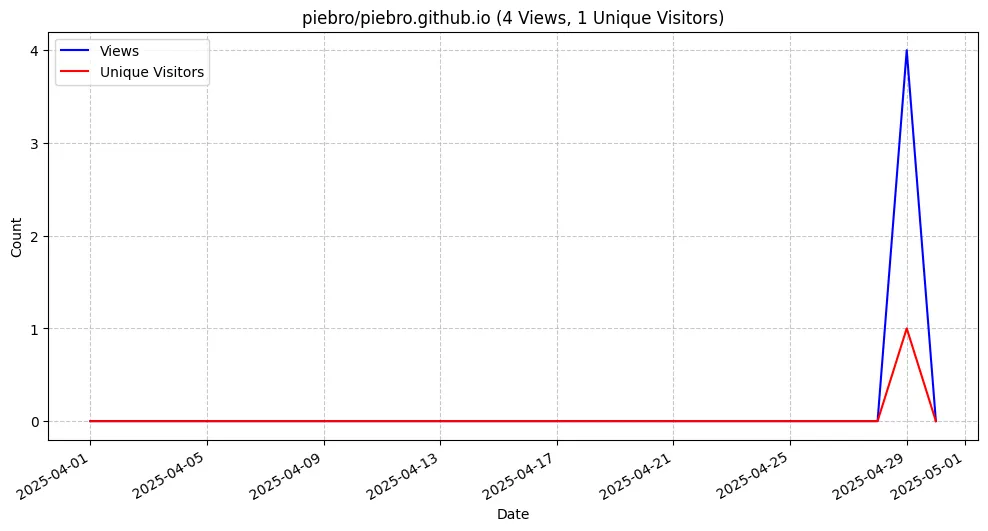 piebro/piebro.github.io (4 Views, 1 Unique Visitors)
Views
Unique Visitors
Count
4
3
2
1
0
2025-04-01
2025-04-05
2025-04-09
2025-04-13
2025-04-17
2025-04-21
2025-04-25
2025-04-29
2025-05-01
Date